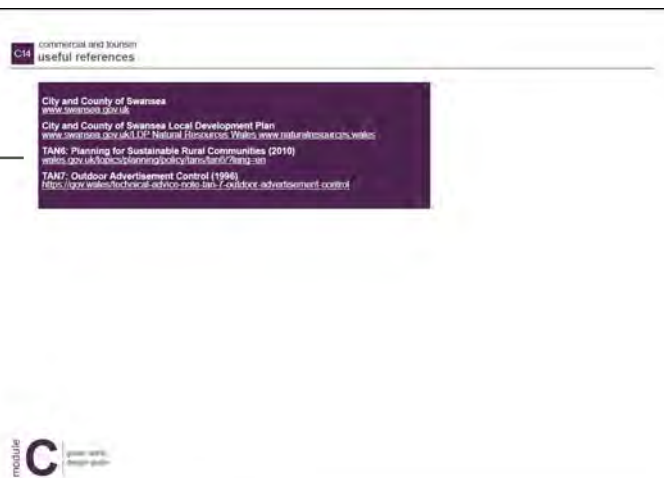 C14
commercial and tourism
useful references
City and County of Swansea
www.swansea.gov.uk
City and County of Swansea Local Development Plan
www.swansea.gov.uk/LDP Natural Resources Wales www.naturalresources.wales
TAN6: Planning for Sustainable Rural Communities (2010)
wales.gov.uk/topics/planning/policy/tans/tan6/?lang=en
TAN7: Outdoor Advertisement Control (1996)
https://gov.wales/technical-advice-note-tan-7-outdoor-advertisement-control
module
C
design guide